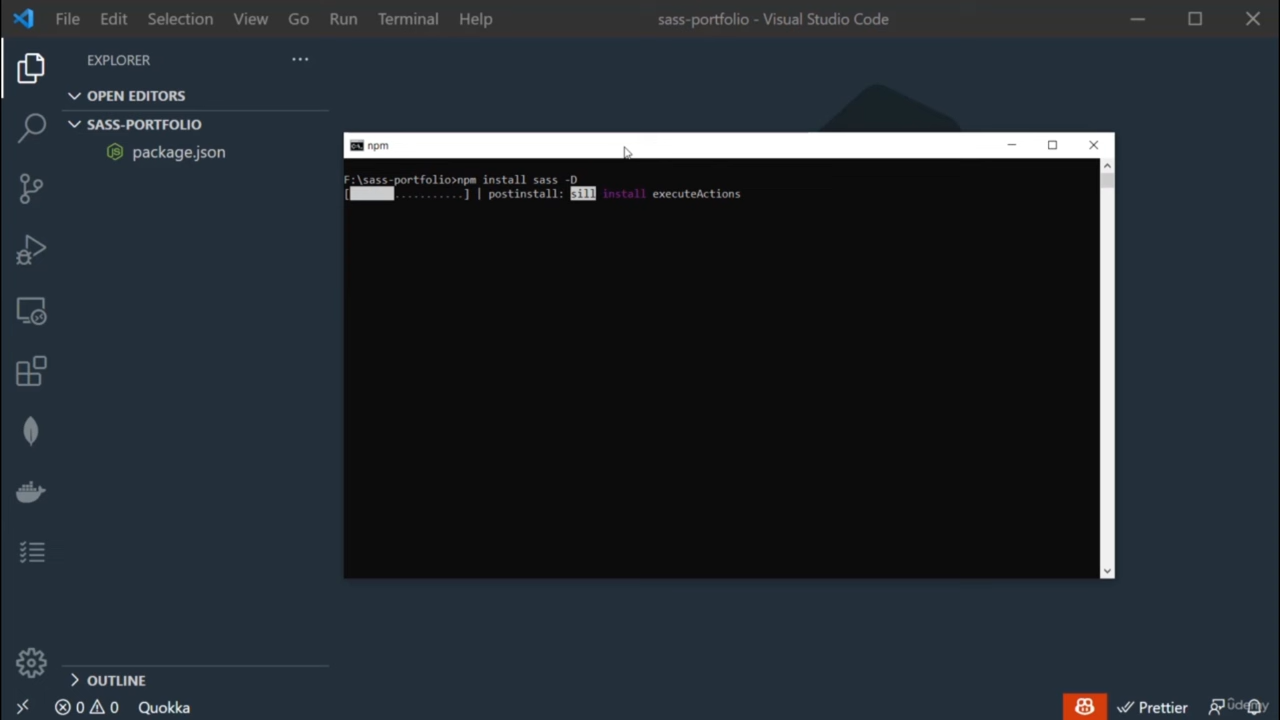 File Edit Selection View Go Run Terminal Help
sass-portfolio - Visual Studio Code
EXPLORER
OPEN EDITORS
SASS-PORTFOLIO
package.json
npm
F:\sass-portfolio>npm install sass -D
[ ...........] | postinstall: sill install executeActions
OUTLINE
0 0 Quokka
Prettier
ûdemy